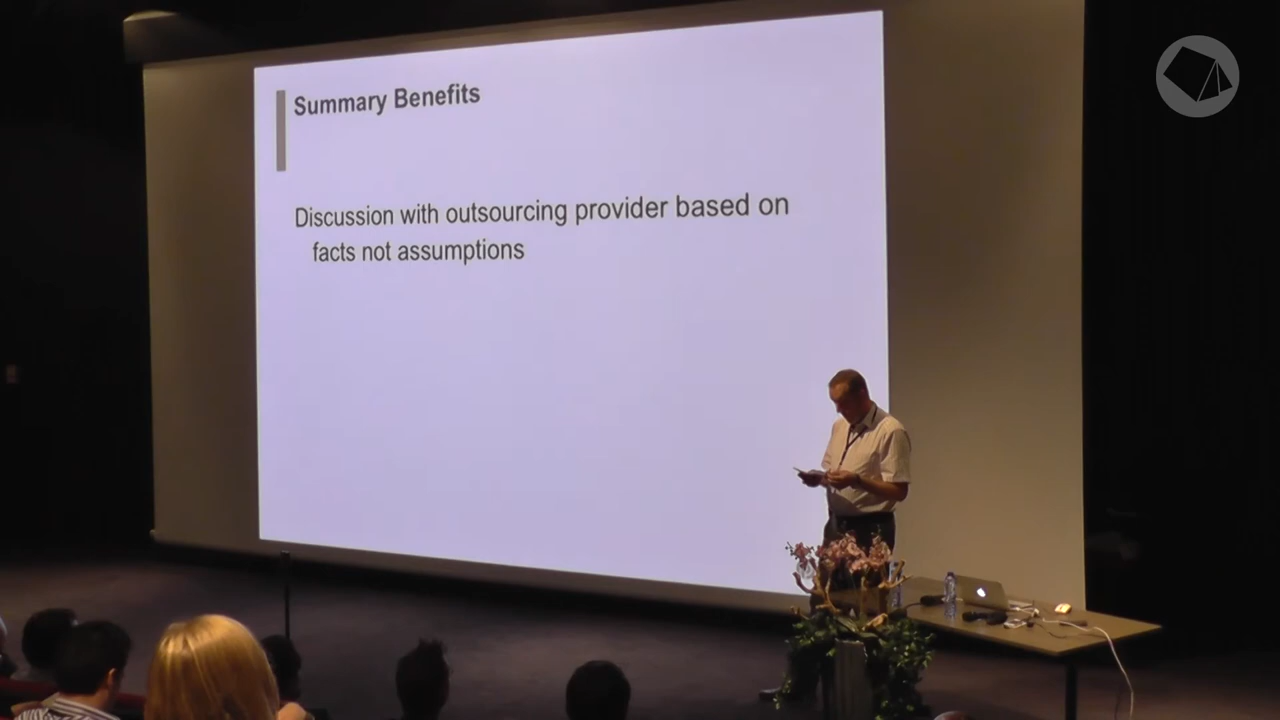 Summary Benefits
Discussion with outsourcing provider based on
facts not assumptions